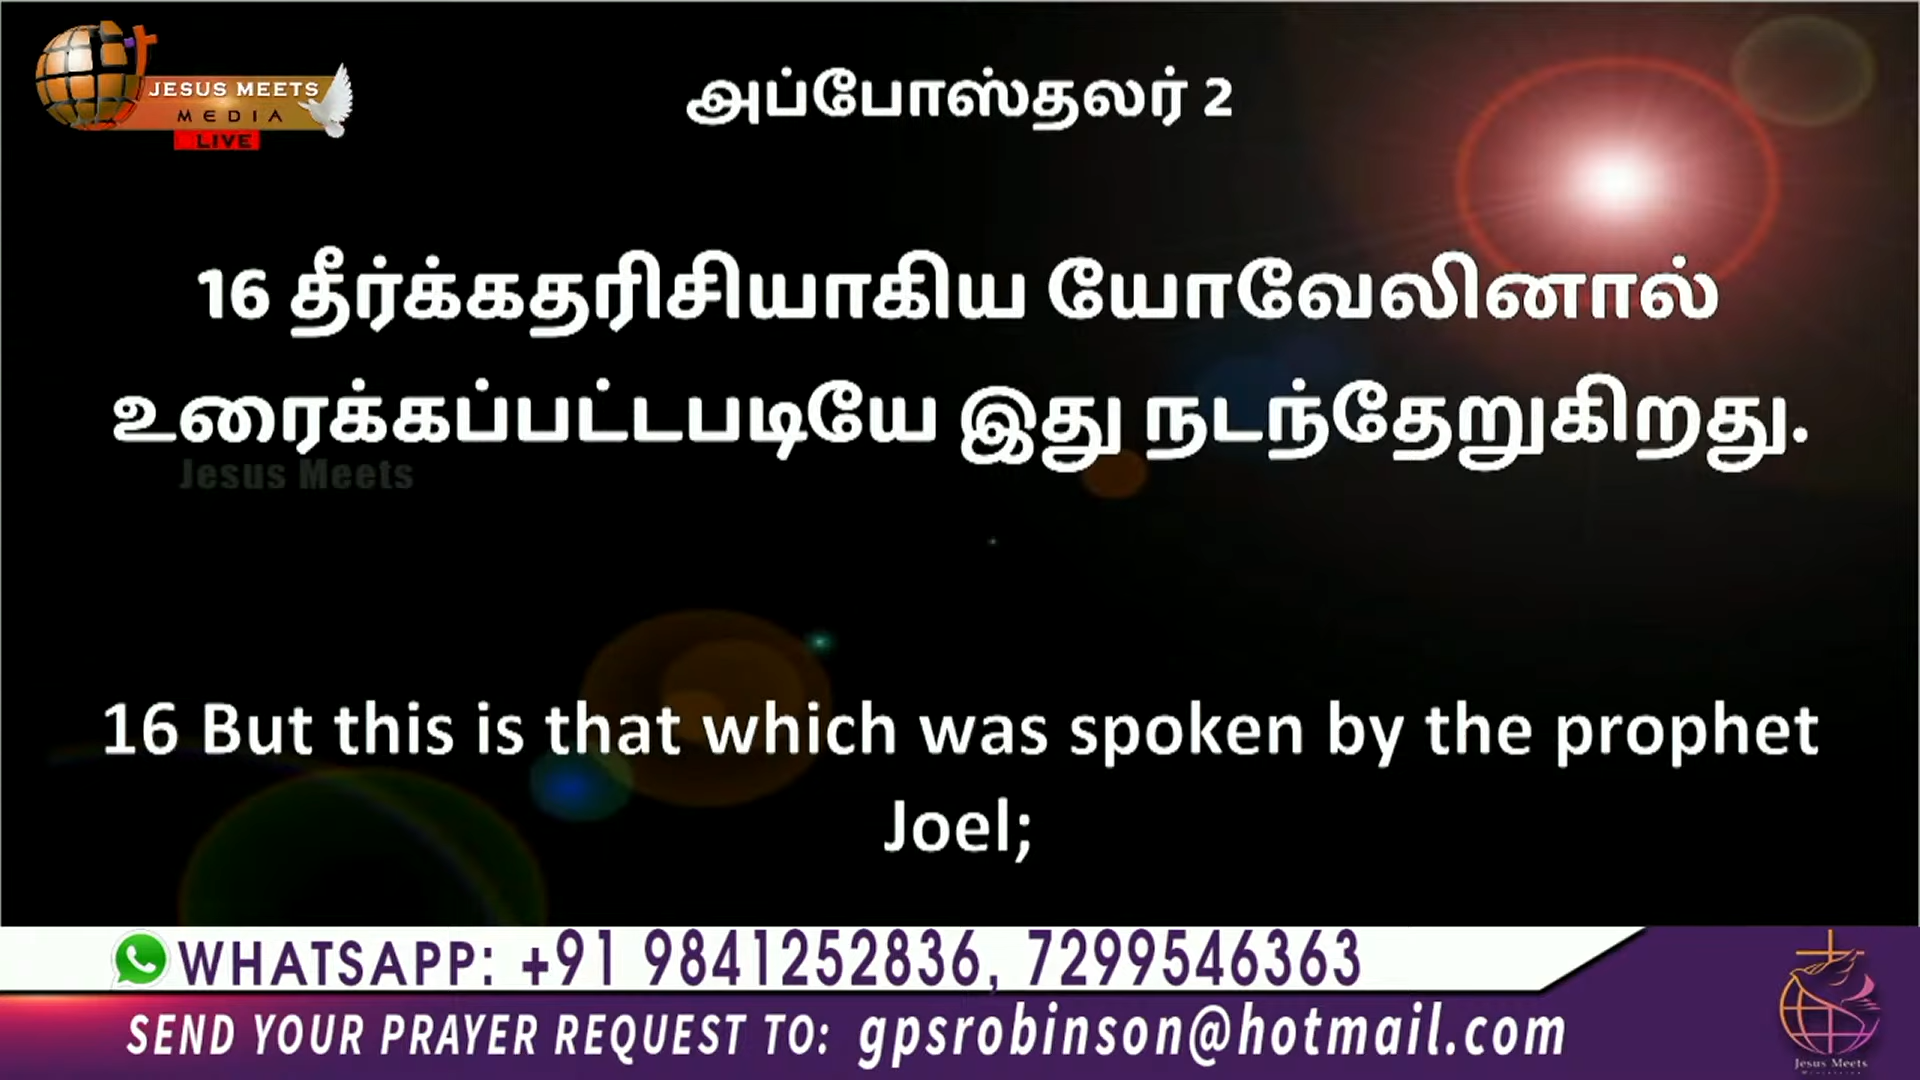 JESUS MEETS
MEDIA
LIVE
அப்போஸ்தலர் 2
16 தீர்க்கதரிசியாகிய யோவேலினால்
உரைக்கப்பட்டபடியே இது நடந்தேறுகிறது.
Jesus Meets
16 But this is that which was spoken by the prophet
Joel;
WHATSAPP: +91 9841252836, 7299546363
SEND YOUR PRAYER REQUEST TO: gpsrobinson@hotmail.com
Jesus Meets